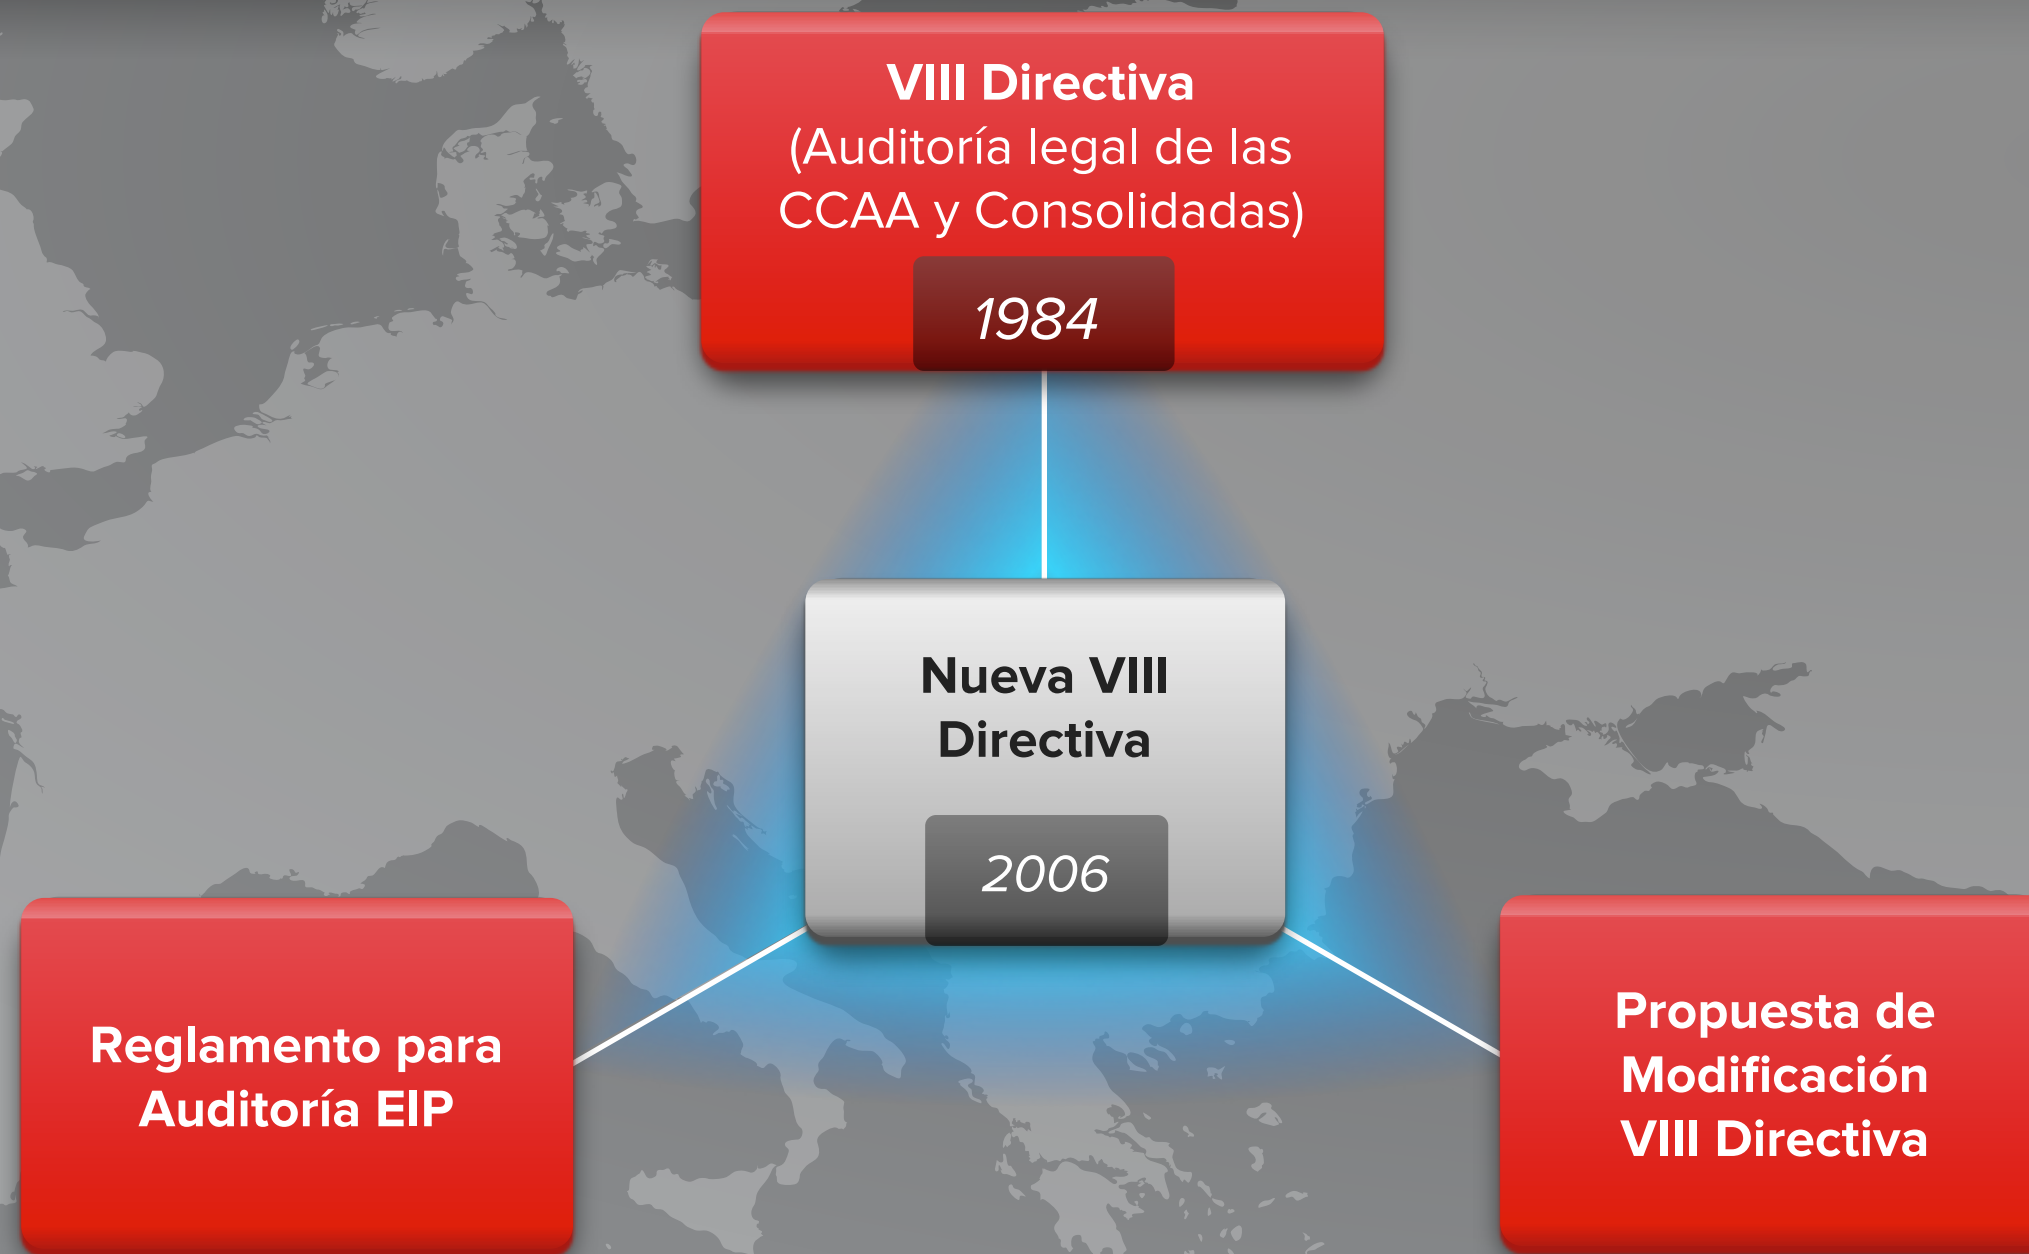 VIII Directiva
(Auditoría legal de las
CCAA y Consolidadas)
1984
Nueva VIII
Directiva
2006
Reglamento para
Auditoría EIP
Propuesta de
Modificación
VIII Directiva